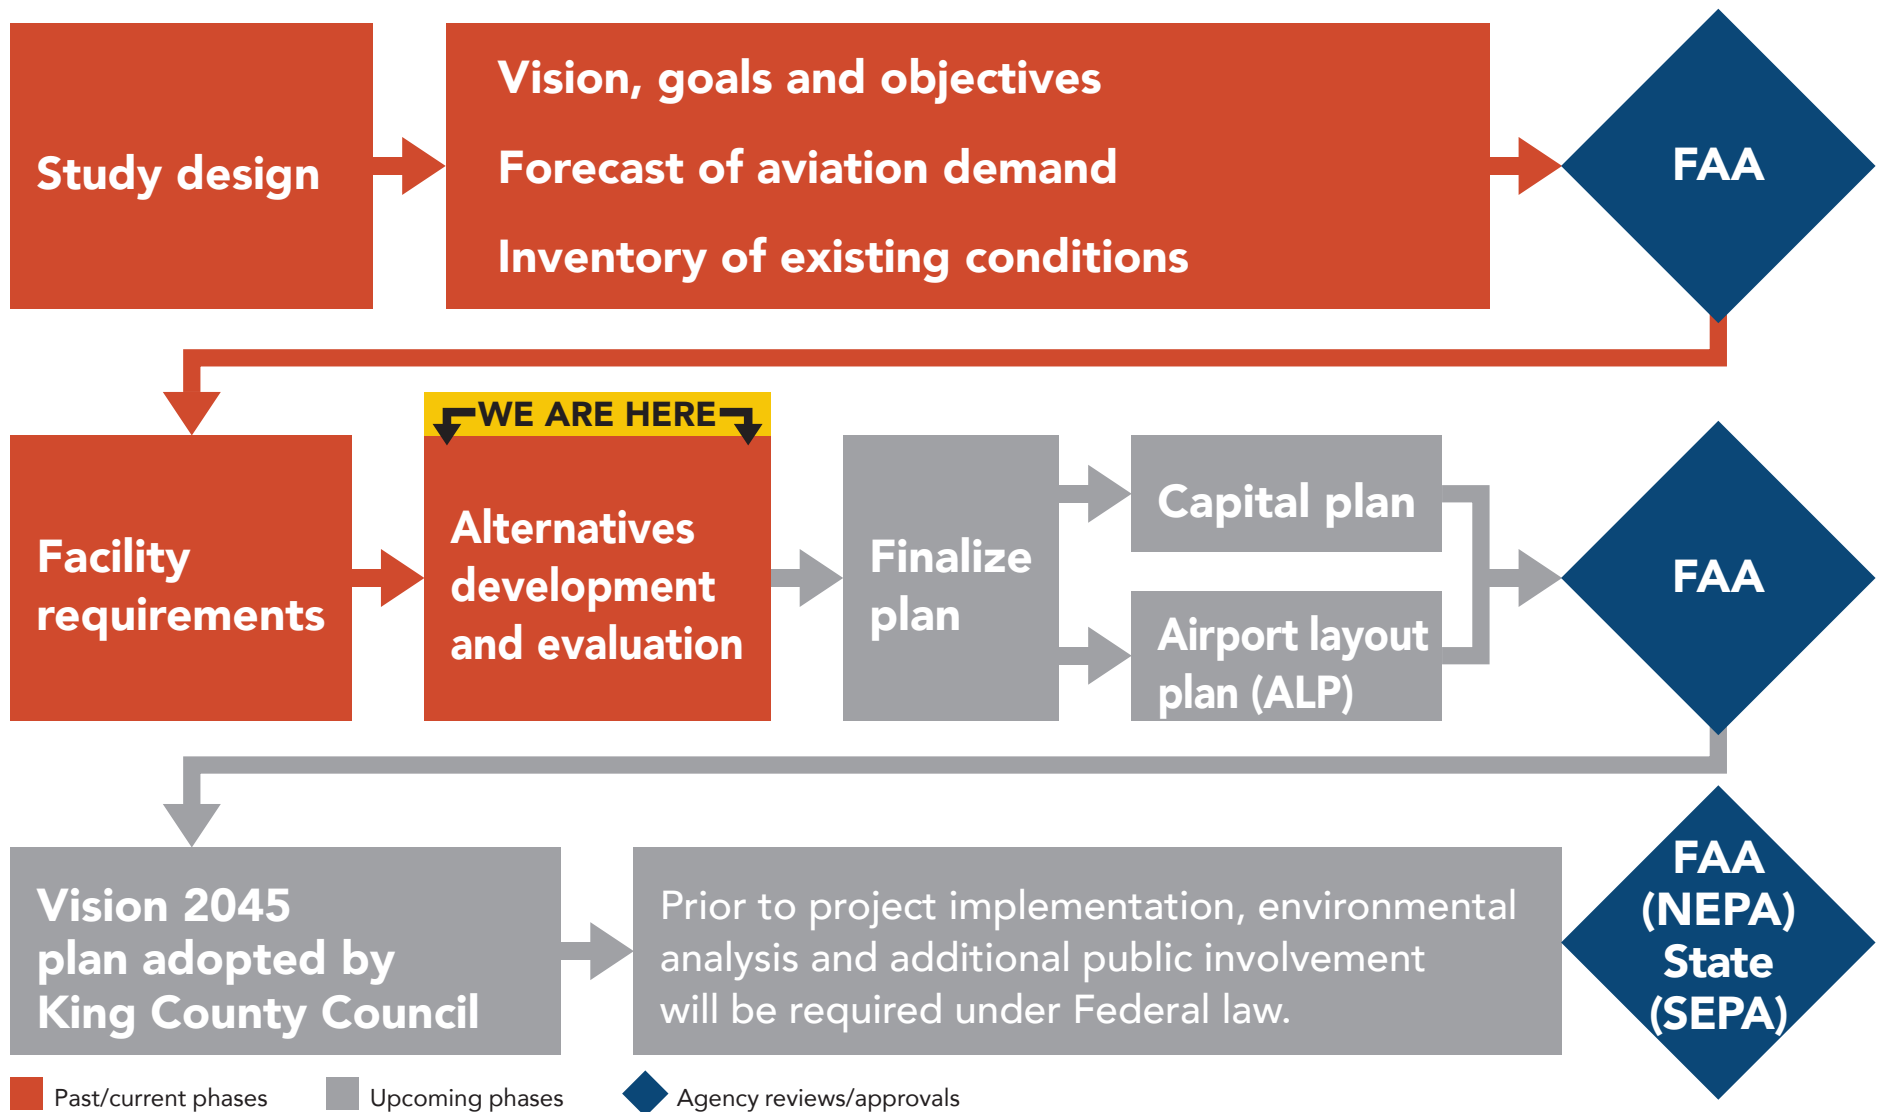 Study design
Vision, goals and objectives
Forecast of aviation demand
Inventory of existing conditions
FAA
Facility
requirements
WE ARE HERE
Alternatives
development
and evaluation
Finalize
plan
Capital plan
Airport layout
plan (ALP)
FAA
Vision 2045
plan adopted by
King County Council
Prior to project implementation, environmental
analysis and additional public involvement
will be required under Federal law.
FAA
(NEPA)
State
(SEPA)
Past/current phases
Upcoming phases
Agency reviews/approvals